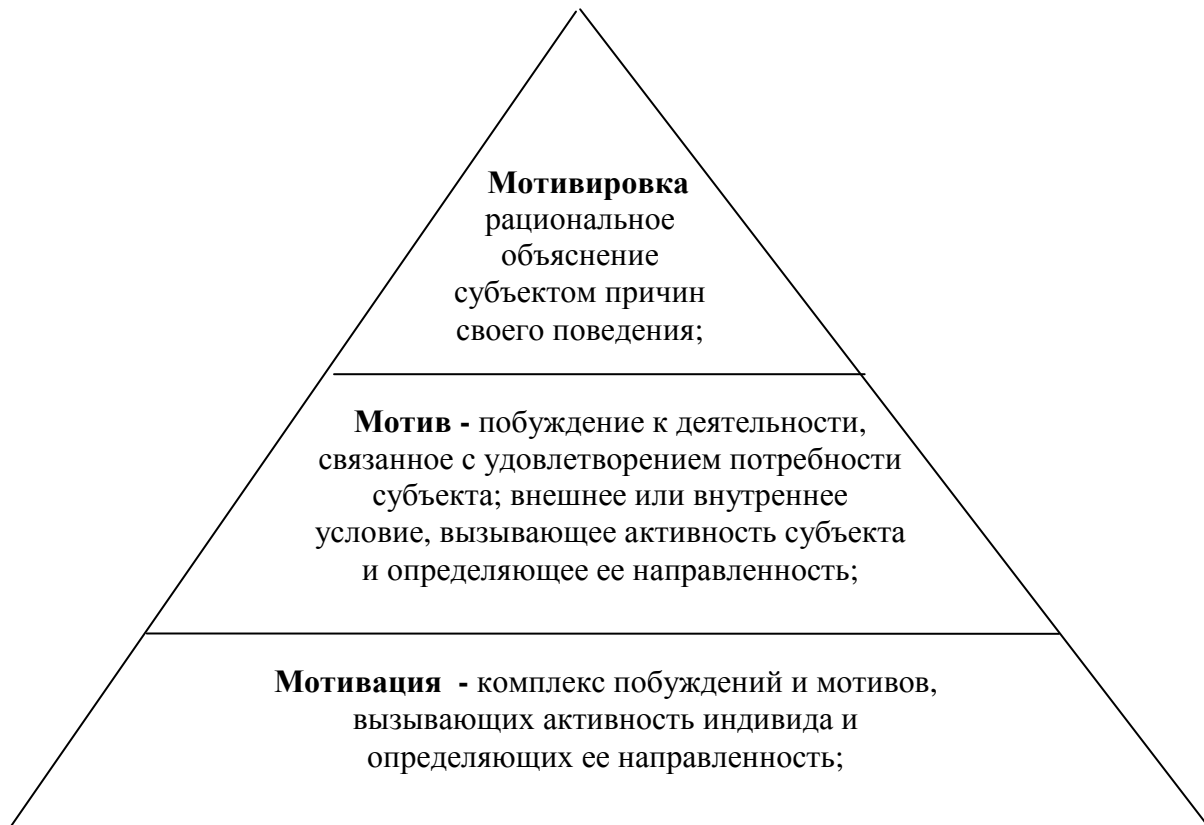 Мотивировка
рациональное
объяснение
субъектом причин
своего поведения;
Мотив - побуждение к деятельности,
связанное с удовлетворением потребности
субъекта; внешнее или внутреннее
условие, вызывающее активность субъекта
и определяющее ее направленность;
Мотивация - комплекс побуждений и мотивов,
вызывающих активность индивида и
определяющих ее направленность;